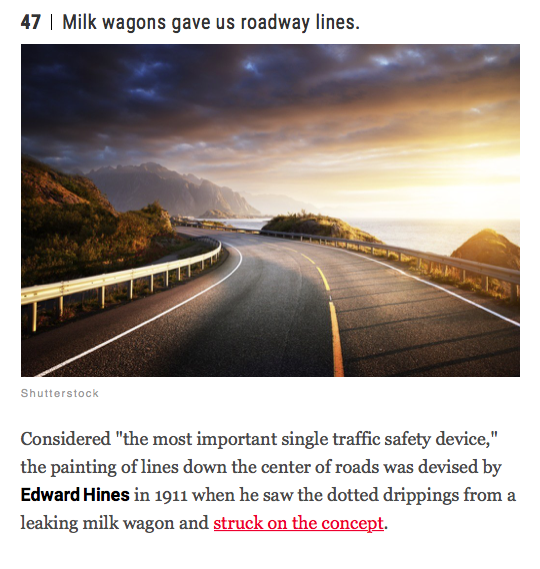 47 | Milk wagons gave us roadway lines.
Shutterstock
Considered "the most important single traffic safety device,"
the painting of lines down the center of roads was devised by
Edward Hines in 1911 when he saw the dotted drippings from a
leaking milk wagon and struck on the concept.